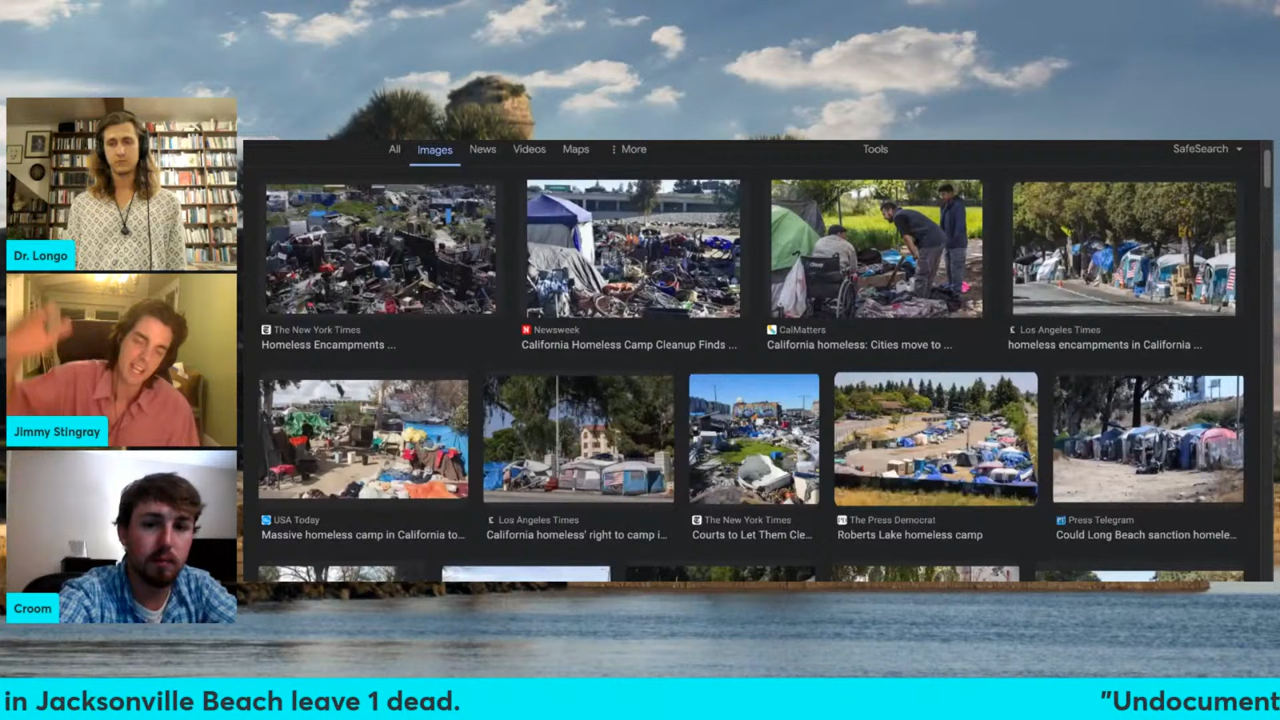 All Images News Videos Maps More Tools SafeSearch
The New York Times
Homeless Encampments ...
Newsweek
California Homeless Camp Cleanup Finds ...
CalMatters
California homeless: Cities move to ...
Los Angeles Times
homeless encampments in California ...
USA Today
Massive homeless camp in California to...
Los Angeles Times
California homeless' right to camp i...
The New York Times
Courts to Let Them Cle...
The Press Democrat
Roberts Lake homeless camp
Press Telegram
Could Long Beach sanction homele...
Dr. Longo
Jimmy Stingray
Croom
in Jacksonville Beach leave 1 dead.
"Undocument